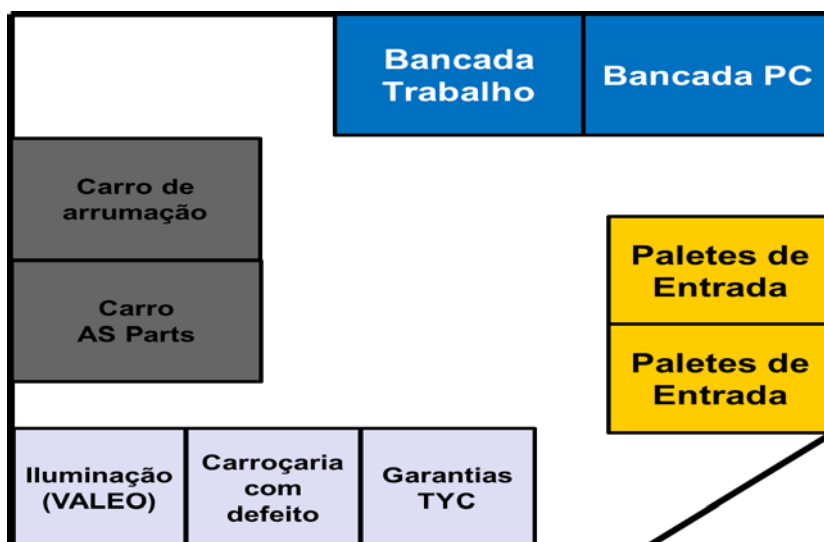 Bancada
Trabalho
Bancada PC
Carro de
arrumação
Carro
AS Parts
Paletes de
Entrada
Paletes de
Entrada
Iluminação
(VALEO)
Carroçaria
com
defeito
Garantias
TYC